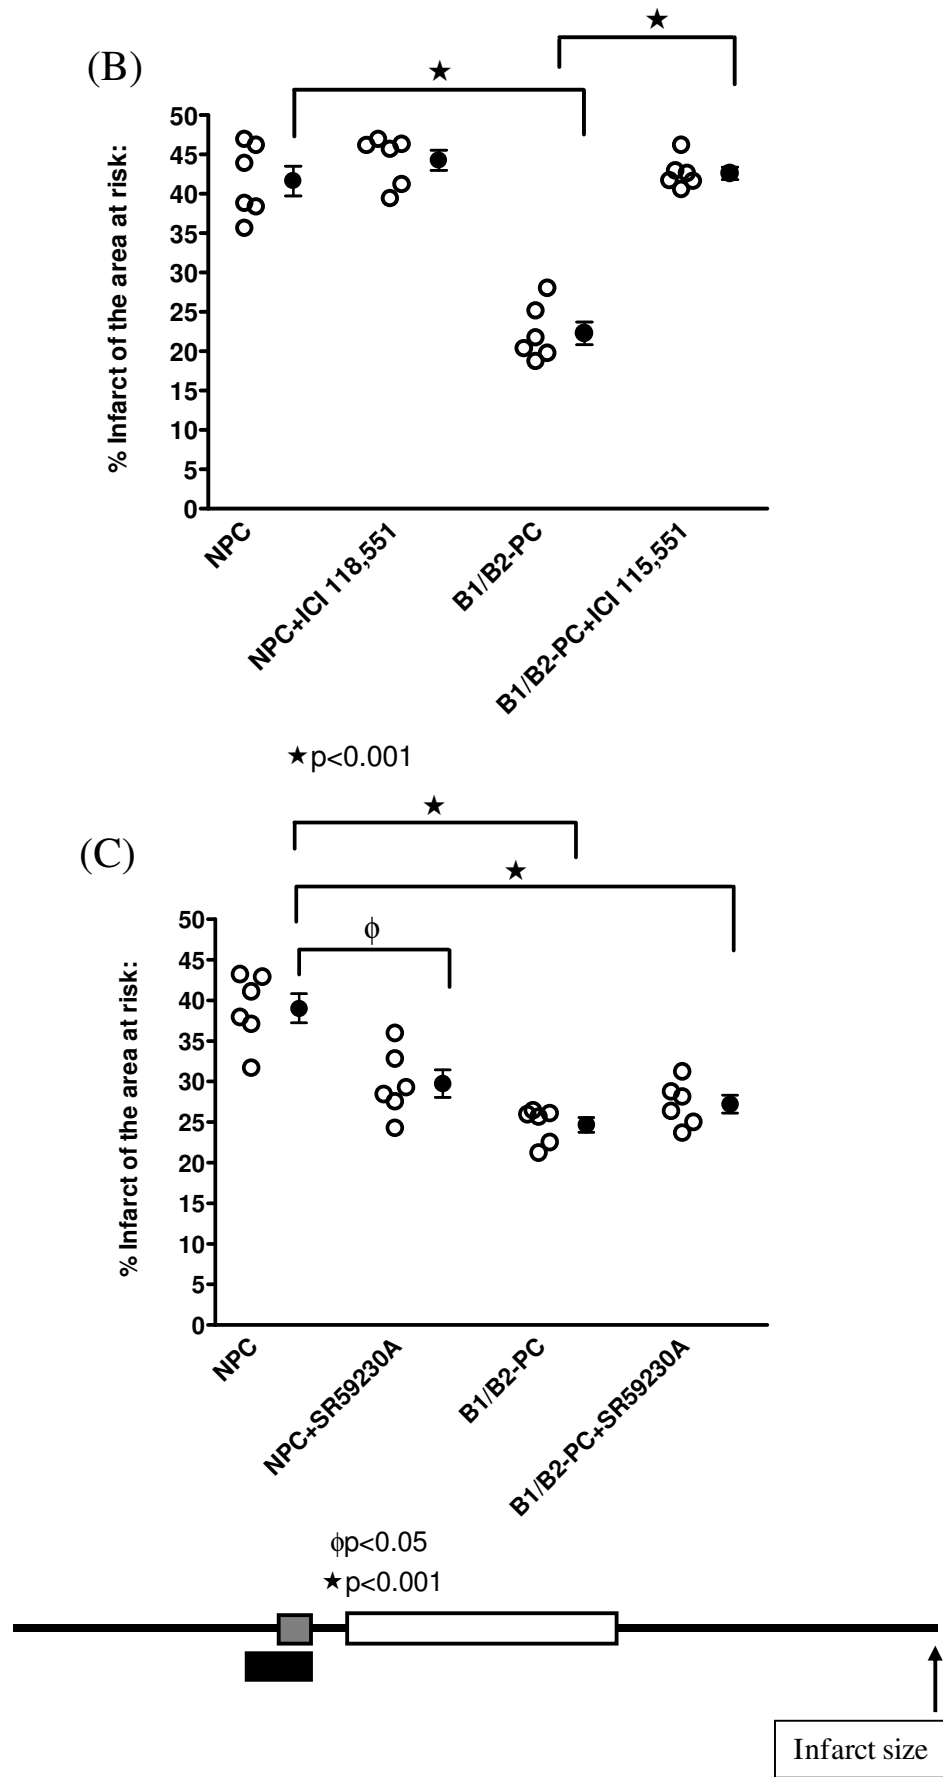 (B)
★
★
% Infarct of the area at risk:
50
45
40
35
30
25
20
15
10
5
0
NPC
NPC+ICI 118,551
B1/B2-PC
B1/B2-PC+ICI 115,551
★p<0.001
(C)
★
★
ϕ
% Infarct of the area at risk:
50
45
40
35
30
25
20
15
10
5
0
NPC
NPC+SR59230A
B1/B2-PC
B1/B2-PC+SR59230A
ϕp<0.05
★p<0.001
Infarct size